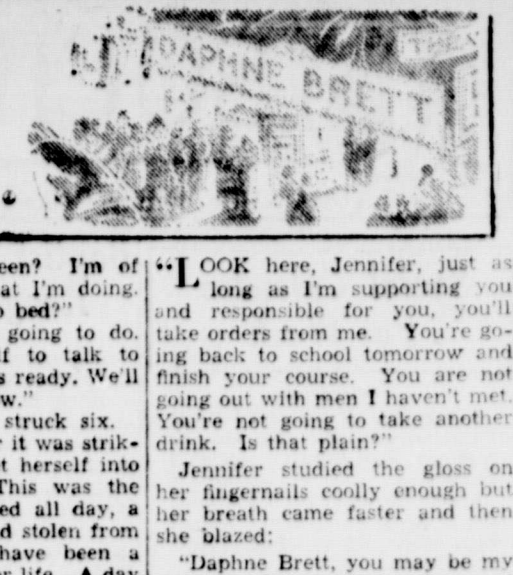 DAPHNE BRETT
een? I'm of
at I'm doing.
bed?"
going to do.
lf to talk to
s ready. We'll
w."
struck six.
it was strik-
t herself into
This was the
ed all day, a
d stolen from
have been a
life. A day
"LOOK here, Jennifer, just as
long as I'm supporting you
and responsible for you, you'll
take orders from me. You're go-
ing back to school tomorrow and
finish your course. You are not
going out with men I haven't met.
You're not going to take another
drink. Is that plain?"
Jennifer studied the gloss on
her fingernails coolly enough but
her breath came faster and then
she blazed:
"Daphne Brett, you may be my